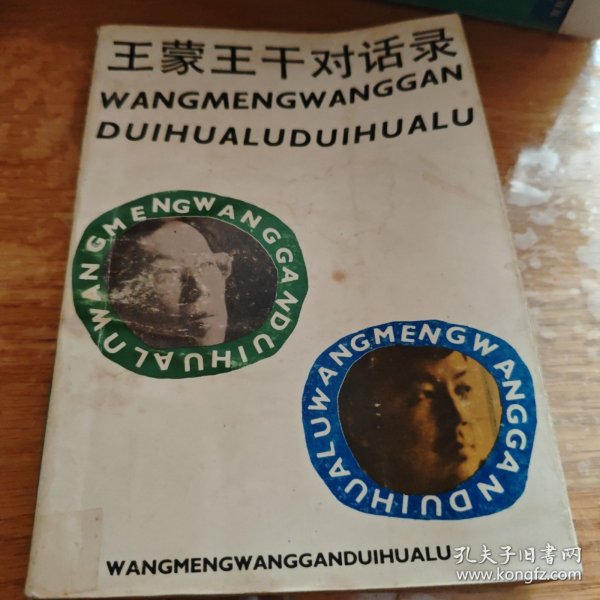 王蒙王干对话录
WANGMENGWANGGAN
DUIHUALUDUIHUALU
WANGMENGWANGGANDUIHUALU
WANGMENGWANGGANDUIHUALU
WANGMENGWANGGANDUIHUALU
孔夫子旧书网
www.kongfz.com